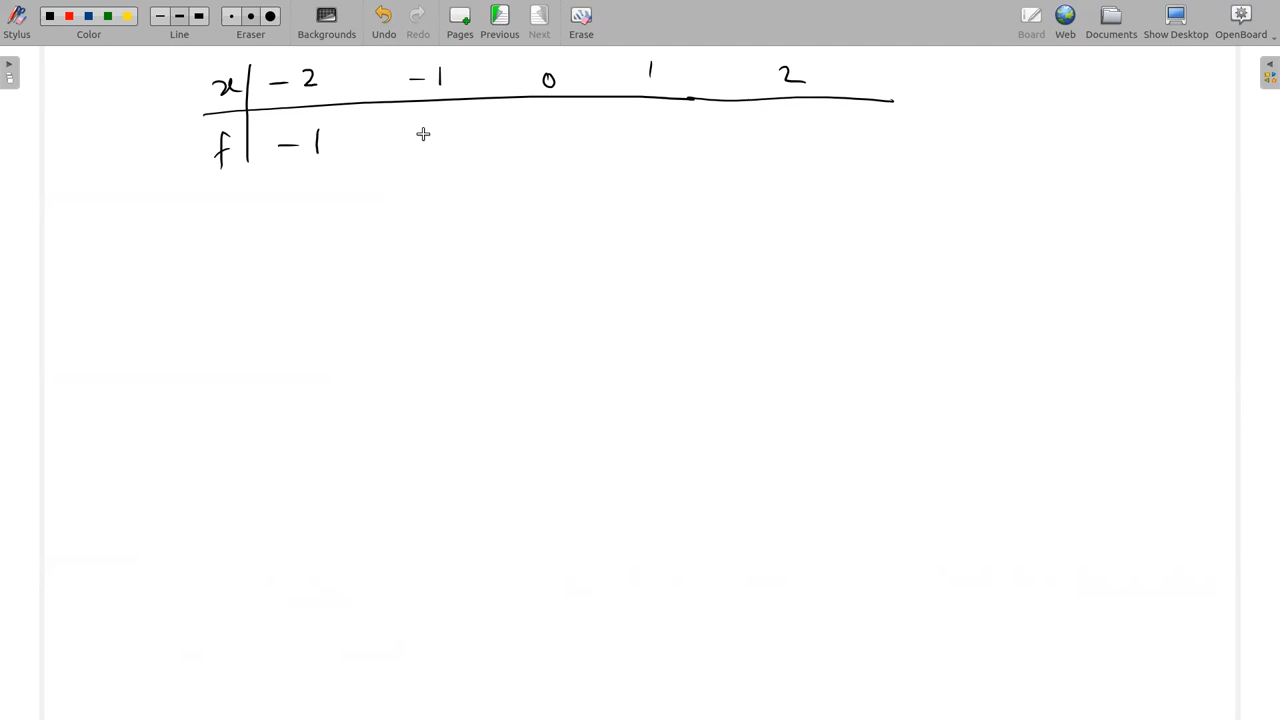 Stylus Color Line Eraser Backgrounds Undo Redo Pages Previous Next Erase Board Web Documents Show Desktop OpenBoard
x - 2 - 1 0 1 2
f - 1